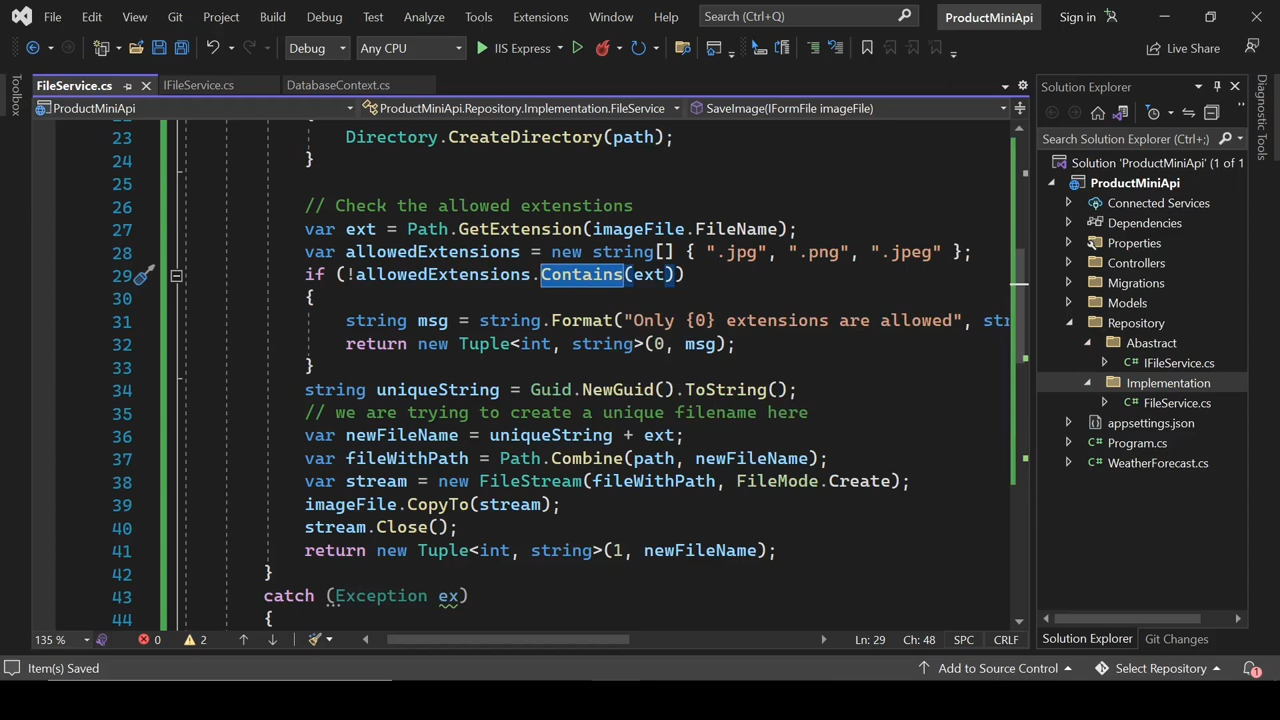 File Edit View Git Project Build Debug Test Analyze Tools Extensions Window Help Search (Ctrl+Q) ProductMiniApi Sign in
Debug Any CPU IIS Express Live Share
Toolbox
FileService.cs IFileService.cs DatabaseContext.cs
ProductMiniApi ProductMiniApi.Repository.Implementation.FileService SaveImage(IFormFile imageFile)
23 Directory.CreateDirectory(path);
24 }
25
26 // Check the allowed extenstions
27 var ext = Path.GetExtension(imageFile.FileName);
28 var allowedExtensions = new string[] { ".jpg", ".png", ".jpeg" };
29 if (!allowedExtensions.Contains(ext))
30 {
31 string msg = string.Format("Only {0} extensions are allowed", str
32 return new Tuple<int, string>(0, msg);
33 }
34 string uniqueString = Guid.NewGuid().ToString();
35 // we are trying to create a unique filename here
36 var newFileName = uniqueString + ext;
37 var fileWithPath = Path.Combine(path, newFileName);
38 var stream = new FileStream(fileWithPath, FileMode.Create);
39 imageFile.CopyTo(stream);
40 stream.Close();
41 return new Tuple<int, string>(1, newFileName);
42 }
43 catch (Exception ex)
44 {
135 % 0 2 Ln: 29 Ch: 48 SPC CRLF
Solution Explorer
Search Solution Explorer (Ctrl+;)
Solution 'ProductMiniApi' (1 of 1
ProductMiniApi
Connected Services
Dependencies
Properties
Controllers
Migrations
Models
Repository
Abastract
IFileService.cs
Implementation
FileService.cs
appsettings.json
Program.cs
WeatherForecast.cs
Solution Explorer Git Changes
Diagnostic Tools
Item(s) Saved Add to Source Control Select Repository 1